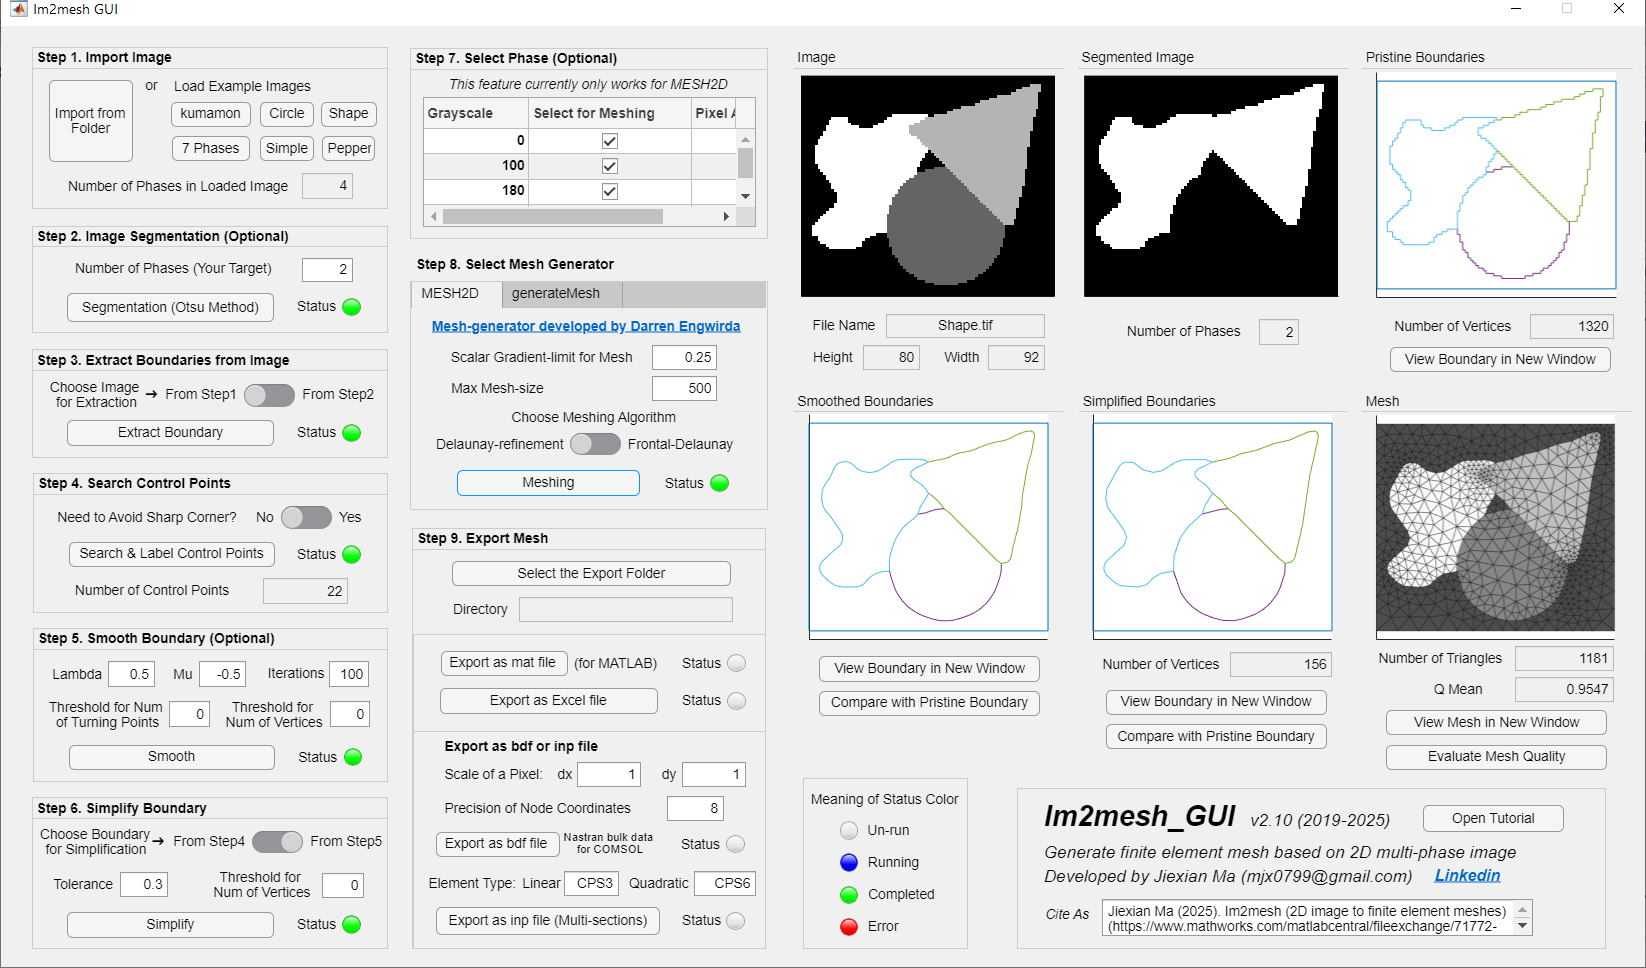 Im2mesh GUI
Step 1. Import Image
Import from
Folder
or
Load Example Images
kumamon
Circle
Shape
7 Phases
Simple
Pepper
Number of Phases in Loaded Image
4
Step 2. Image Segmentation (Optional)
Number of Phases (Your Target)
2
Segmentation (Otsu Method)
Status
Step 3. Extract Boundaries from Image
Choose Image
for Extraction
➔
From Step1
From Step2
Extract Boundary
Status
Step 4. Search Control Points
Need to Avoid Sharp Corner?
No
Yes
Search & Label Control Points
Status
Number of Control Points
22
Step 5. Smooth Boundary (Optional)
Lambda
0.5
Mu
-0.5
Iterations
100
Threshold for Num
of Turning Points
0
Threshold for
Num of Vertices
0
Smooth
Status
Step 6. Simplify Boundary
Choose Boundary
for Simplification
➔
From Step4
From Step5
Tolerance
0.3
Threshold for
Num of Vertices
0
Simplify
Status
Step 7. Select Phase (Optional)
This feature currently only works for MESH2D
Grayscale
Select for Meshing
Pixel
0
100
180
Step 8. Select Mesh Generator
MESH2D
generateMesh
Mesh-generator developed by Darren Engwirda
Scalar Gradient-limit for Mesh
0.25
Max Mesh-size
500
Choose Meshing Algorithm
Delaunay-refinement
Frontal-Delaunay
Meshing
Status
Step 9. Export Mesh
Select the Export Folder
Directory
Export as mat file
(for MATLAB)
Status
Export as Excel file
Status
Export as bdf or inp file
Scale of a Pixel:
dx
1
dy
1
Precision of Node Coordinates
8
Export as bdf file
Nastran bulk data
for COMSOL
Status
Element Type:
Linear
CPS3
Quadratic
CPS6
Export as inp file (Multi-sections)
Status
Image
File Name
Shape.tif
Height
80
Width
92
Segmented Image
Number of Phases
2
Pristine Boundaries
Number of Vertices
1320
View Boundary in New Window
Smoothed Boundaries
View Boundary in New Window
Compare with Pristine Boundary
Simplified Boundaries
Number of Vertices
156
View Boundary in New Window
Compare with Pristine Boundary
Mesh
Number of Triangles
1181
Q Mean
0.9547
View Mesh in New Window
Evaluate Mesh Quality
Meaning of Status Color
Un-run
Running
Completed
Error
Im2mesh_GUI
v2.10 (2019-2025)
Open Tutorial
Generate finite element mesh based on 2D multi-phase image
Developed by Jiexian Ma (mjx0799@gmail.com)
Linkedin
Cite As
Jiexian Ma (2025). Im2mesh (2D image to finite element meshes)
(https://www.mathworks.com/matlabcentral/fileexchange/71772-